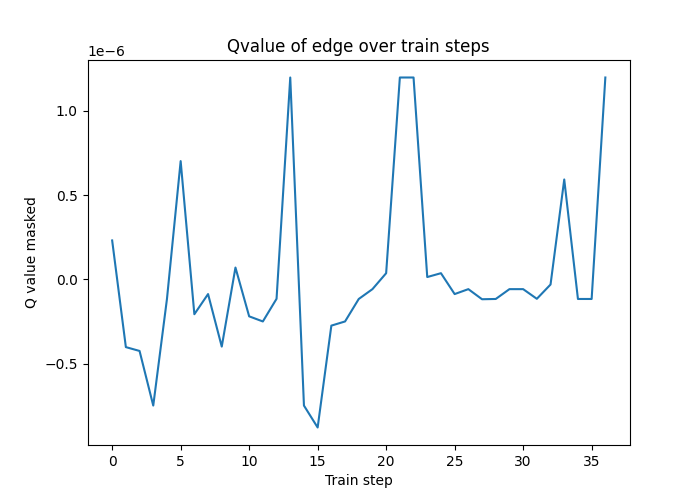 Qvalue of edge over train steps
1e−6
1.0
0.5
0.0
−0.5
Q value masked
0 5 10 15 20 25 30 35
Train step